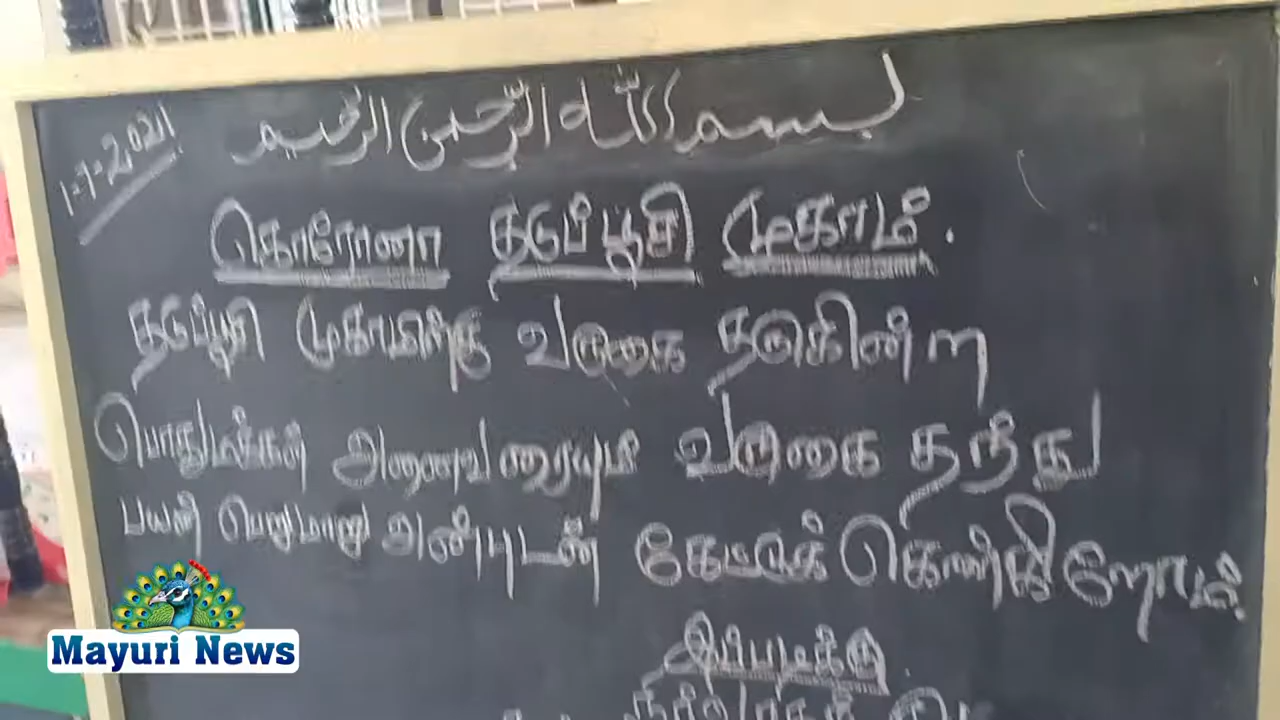 بسم الله الرحمن الرحيم
1-7-2021
கொரோனா தடுப்பூசி முகாம்.
தடுப்பூசி முகாமிற்கு வருகை தருகின்ற
பொதுமக்கள் அனைவரையும் வருகை தந்து
பயன் பெறுமாறு அன்புடன் கேட்டுக் கொள்கிறோம்.
இப்படிக்கு
Mayuri News